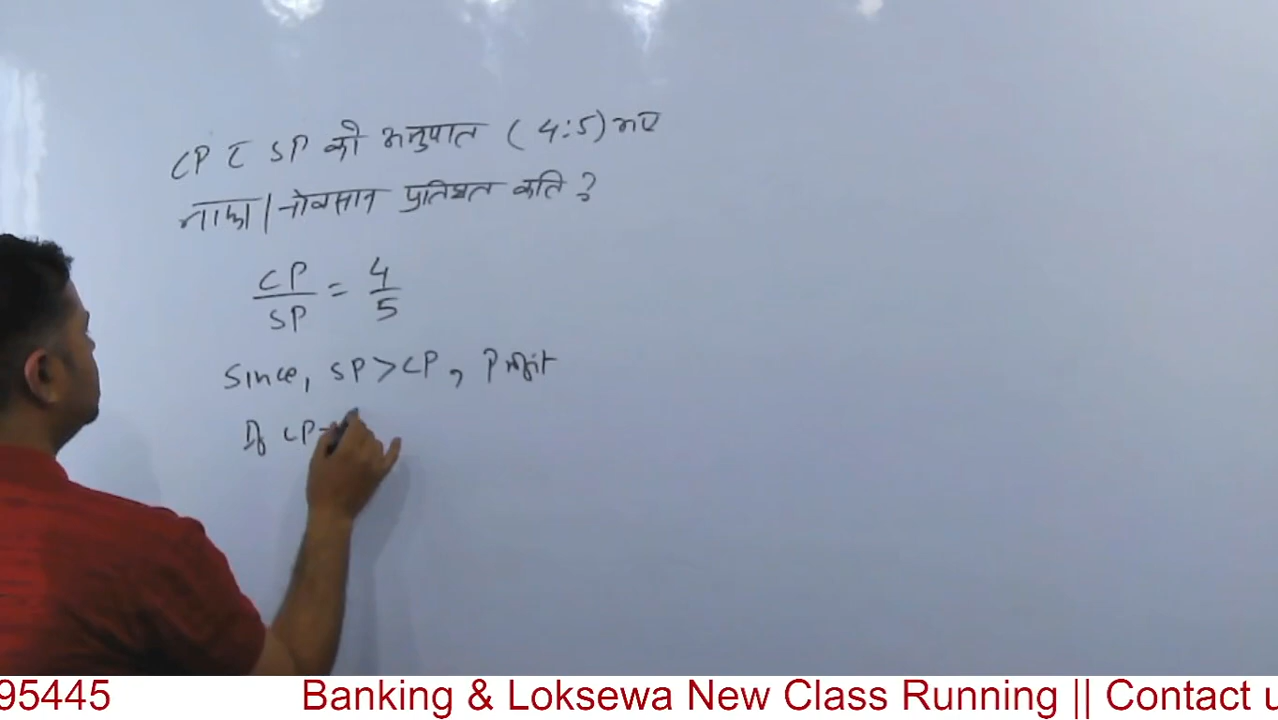 CP र SP को अनुपात (4:5) भए
नाफा/नोक्सान प्रतिशत कति?
CP/SP = 4/5
Since, SP>CP, Profit
If CP=
95445 Banking & Loksewa New Class Running || Contact u